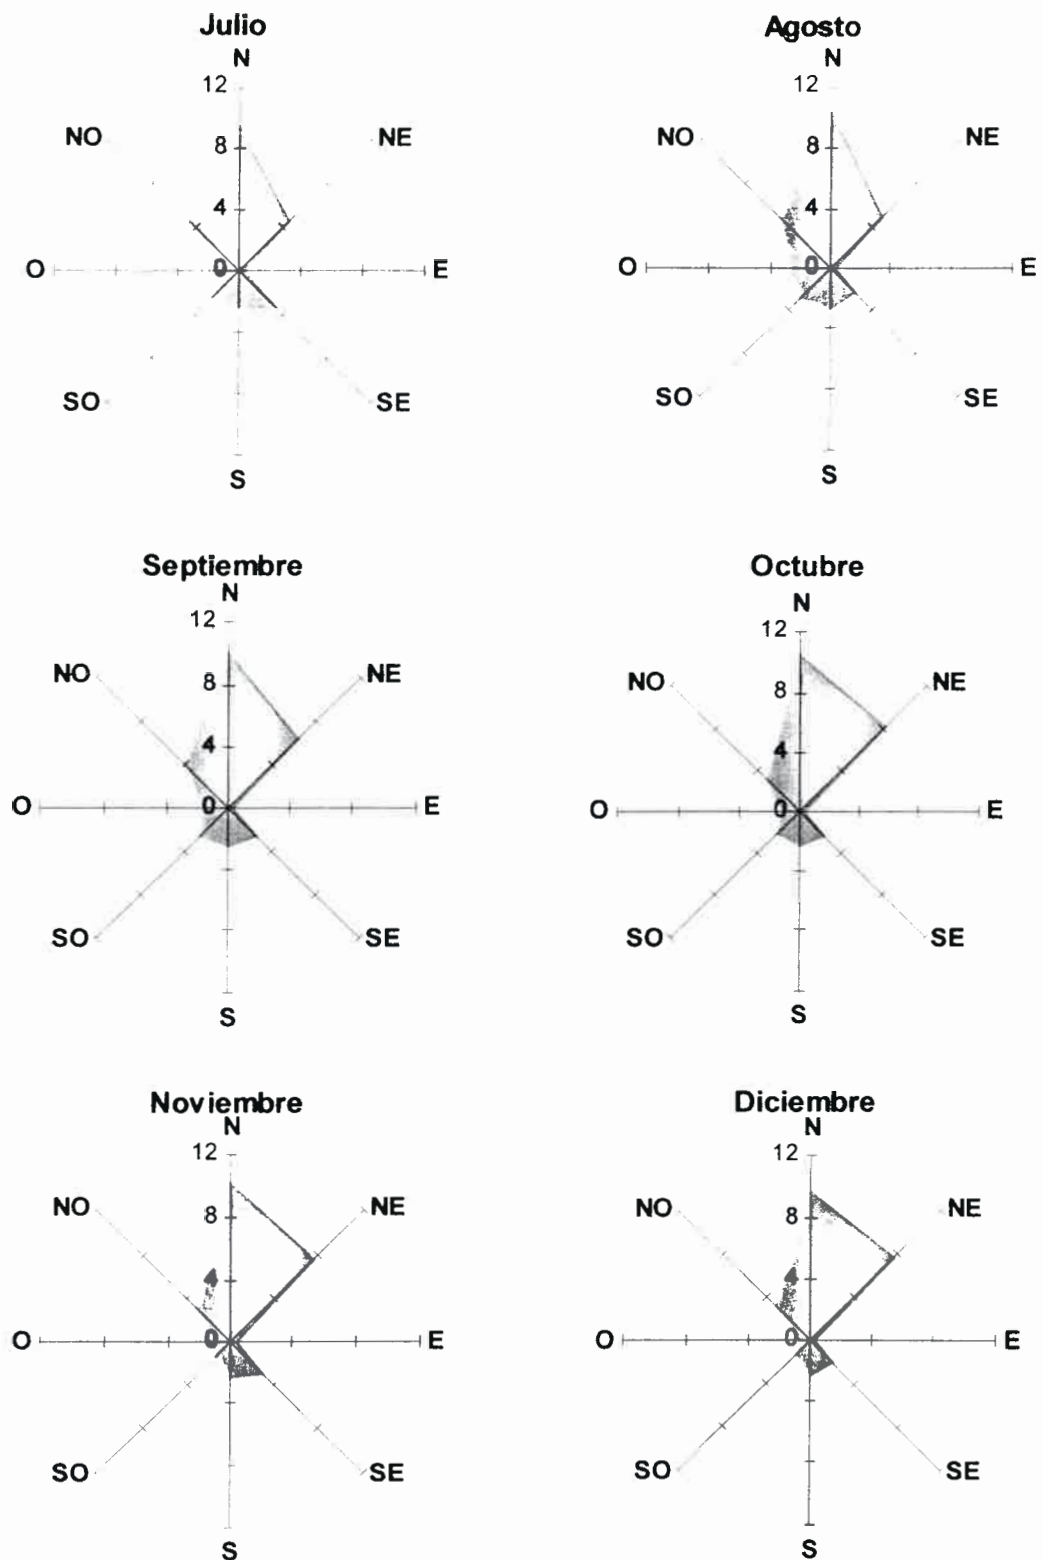 Julio
N
12
NO
NE
8
4
O
0
E
SO
SE
S
Agosto
N
12
NO
NE
8
4
O
0
E
SO
SE
S
Septiembre
N
12
NO
NE
8
4
O
0
E
SO
SE
S
Octubre
N
12
NO
NE
8
4
O
0
E
SO
SE
S
Noviembre
N
12
NO
NE
8
4
O
0
E
SO
SE
S
Diciembre
N
12
NO
NE
8
4
O
0
E
SO
SE
S